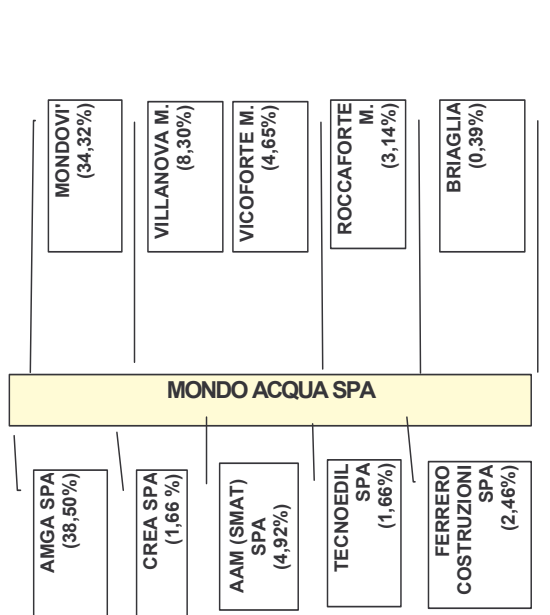 MONDOVI'
(34,32%)
VILLANOVA M.
(8,30%)
VICOFORTE M.
(4,65%)
ROCCAFORTE
M.
(3,14%)
BRIAGLIA
(0,39%)
MONDO ACQUA SPA
AMGA SPA
(38,50%)
CREA SPA
(1,66 %)
AAM (SMAT)
SPA
(4,92%)
TECNOEDIL
SPA
(1,66%)
FERRERO
COSTRUZIONI
SPA
(2,46%)